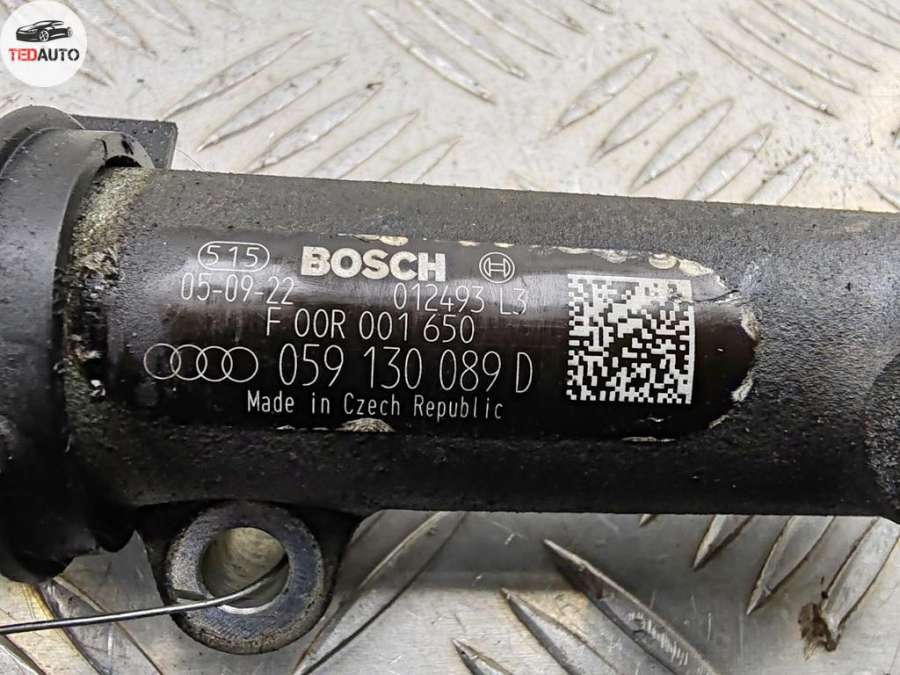 TEDAUTO
515 BOSCH
05-09-22 012493 L3
F 00R 001 650
059 130 089 D
Made in Czech Republic